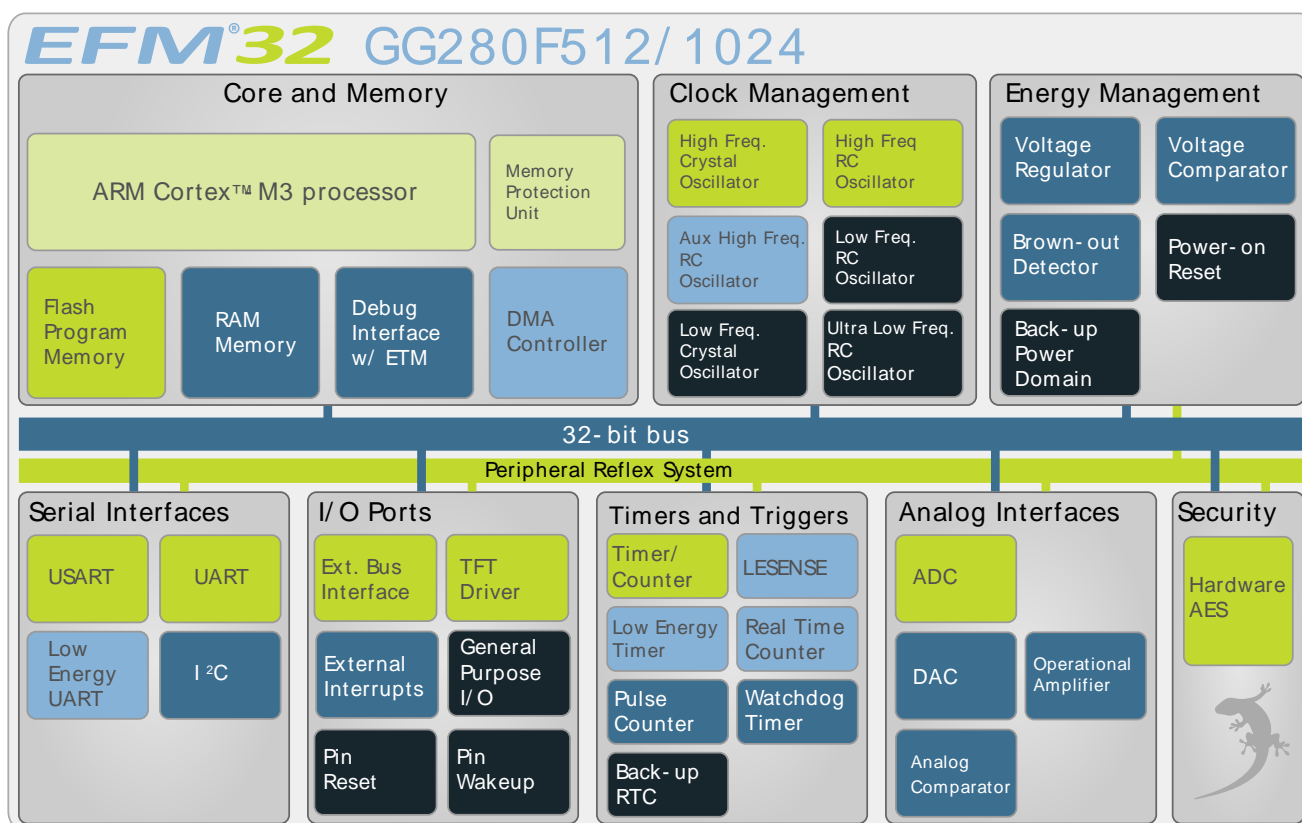 EFM®32 GG280F512/1024
Core and Memory
ARM Cortex™ M3 processor
Memory
Protection
Unit
Flash
Program
Memory
RAM
Memory
Debug
Interface
w/ ETM
DMA
Controller
Clock Management
High Freq.
Crystal
Oscillator
High Freq
RC
Oscillator
Aux High Freq.
RC
Oscillator
Low Freq.
RC
Oscillator
Low Freq.
Crystal
Oscillator
Ultra Low Freq.
RC
Oscillator
Energy Management
Voltage
Regulator
Voltage
Comparator
Brown-out
Detector
Power-on
Reset
Back-up
Power
Domain
32-bit bus
Peripheral Reflex System
Serial Interfaces
USART
UART
Low
Energy
UART
I²C
I/O Ports
Ext. Bus
Interface
TFT
Driver
External
Interrupts
General
Purpose
I/O
Pin
Reset
Pin
Wakeup
Timers and Triggers
Timer/
Counter
LESENSE
Low Energy
Timer
Real Time
Counter
Pulse
Counter
Watchdog
Timer
Back-up
RTC
Analog Interfaces
ADC
DAC
Operational
Amplifier
Analog
Comparator
Security
Hardware
AES